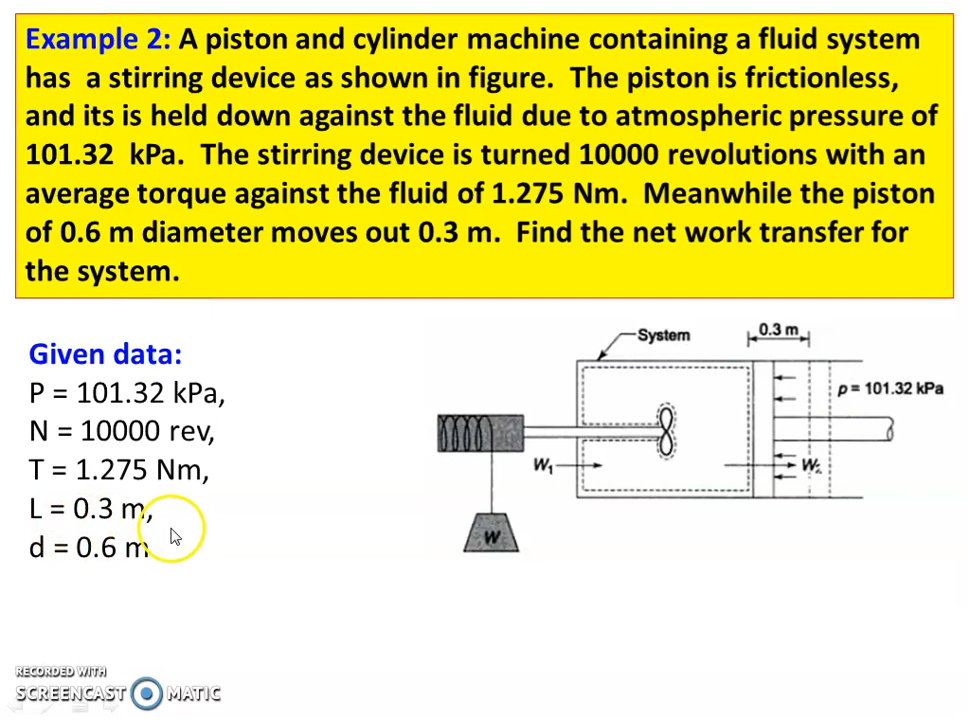 Example 2: A piston and cylinder machine containing a fluid system
has a stirring device as shown in figure. The piston is frictionless,
and its is held down against the fluid due to atmospheric pressure of
101.32 kPa. The stirring device is turned 10000 revolutions with an
average torque against the fluid of 1.275 Nm. Meanwhile the piston
of 0.6 m diameter moves out 0.3 m. Find the net work transfer for
the system.
Given data:
P = 101.32 kPa,
N = 10000 rev,
T = 1.275 Nm,
L = 0.3 m,
d = 0.6 m
System
0.3 m
p = 101.32 kPa
W₁
W₂
W
RECORDED WITH
SCREENCAST MATIC